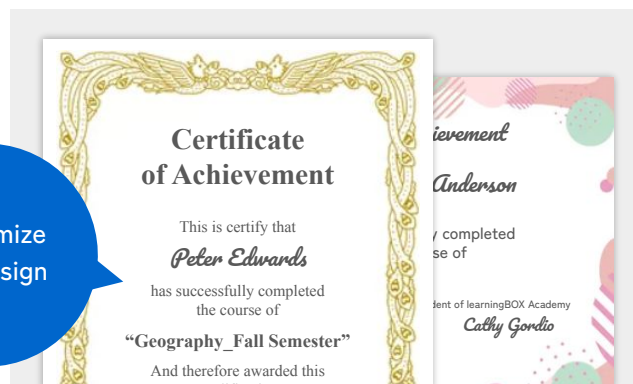 Certificate
of Achievement
This is certify that
Peter Edwards
has successfully completed
the course of
“Geography_Fall Semester”
And therefore awarded this
ievement
Anderson
completed
se of
dent of learningBOX Academy
Cathy Gordio
mize
sign